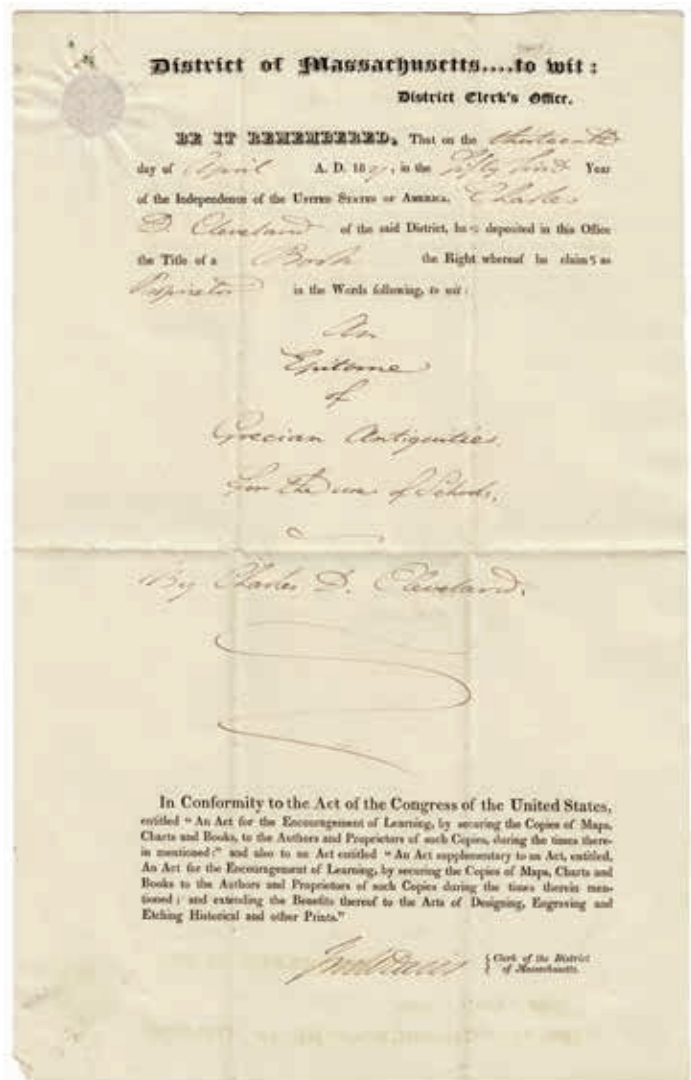 District of Massachusetts....to wit:
District Clerk's Office.
BE IT REMEMBERED, That on the thirteenth
day of April A. D. 18 in the fifty first Year
of the Independence of the UNITED STATES OF AMERICA, Charles
D. Cleveland of the said District, has deposited in this Office
the Title of a Book the Right whereof he claims as
Proprietor in the Words following, to wit:
An
Epitome
of
Grecian Antiquities.
For the use of Schools.
By Charles D. Cleveland.
In Conformity to the Act of the Congress of the United States,
entitled "An Act for the Encouragement of Learning, by securing the Copies of Maps,
Charts and Books, to the Authors and Proprietors of such Copies, during the times there-
in mentioned:" and also to an Act entitled "An Act supplementary to an Act, entitled,
An Act for the Encouragement of Learning, by securing the Copies of Maps, Charts and
Books to the Authors and Proprietors of such Copies during the times therein men-
tioned; and extending the Benefits thereof to the Arts of Designing, Engraving and
Etching Historical and other Prints."
Jno W Davis { Clerk of the District
of Massachusetts.